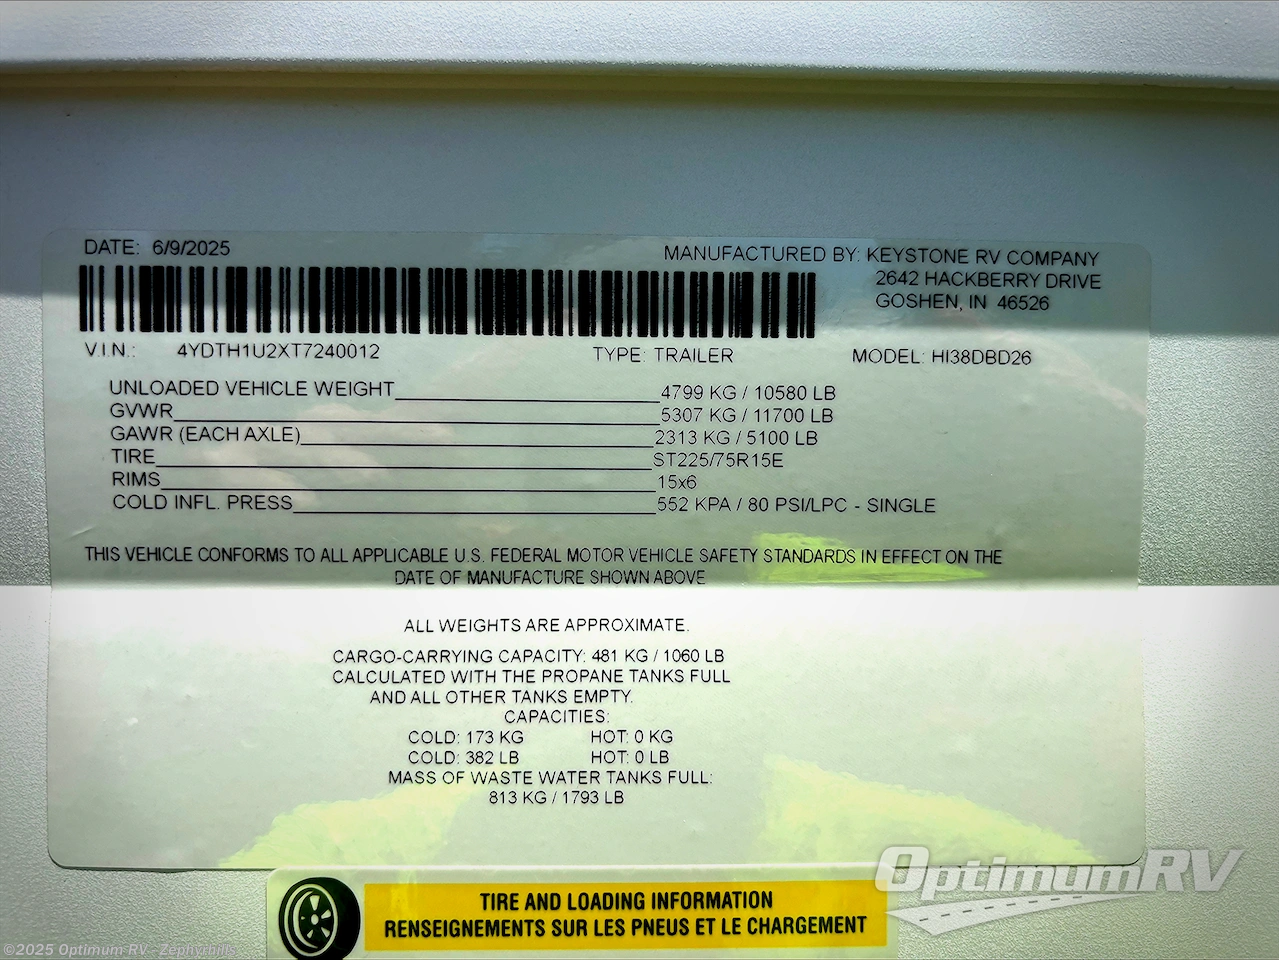 DATE: 6/9/2025
MANUFACTURED BY: KEYSTONE RV COMPANY
2642 HACKBERRY DRIVE
GOSHEN, IN 46526
V.I.N.: 4YDTH1U2XT7240012 TYPE: TRAILER MODEL: HI38DBD26
UNLOADED VEHICLE WEIGHT 4799 KG / 10580 LB
GVWR 5307 KG / 11700 LB
GAWR (EACH AXLE) 2313 KG / 5100 LB
TIRE ST225/75R15E
RIMS 15x6
COLD INFL. PRESS 552 KPA / 80 PSI/LPC - SINGLE
THIS VEHICLE CONFORMS TO ALL APPLICABLE U.S. FEDERAL MOTOR VEHICLE SAFETY STANDARDS IN EFFECT ON THE
DATE OF MANUFACTURE SHOWN ABOVE
ALL WEIGHTS ARE APPROXIMATE.
CARGO-CARRYING CAPACITY: 481 KG / 1060 LB
CALCULATED WITH THE PROPANE TANKS FULL
AND ALL OTHER TANKS EMPTY.
CAPACITIES:
COLD: 173 KG HOT: 0 KG
COLD: 382 LB HOT: 0 LB
MASS OF WASTE WATER TANKS FULL:
813 KG / 1793 LB
OptimumRV
TIRE AND LOADING INFORMATION
RENSEIGNEMENTS SUR LES PNEUS ET LE CHARGEMENT
©2025 Optimum RV - Zephyrhills